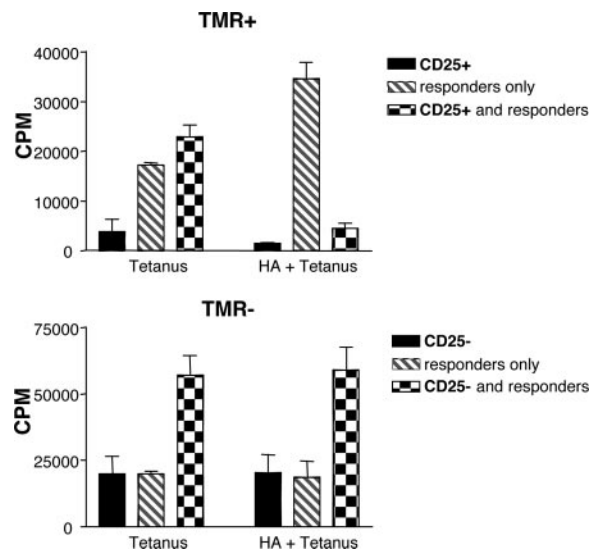 TMR+
40000
30000
20000
10000
0
CPM
Tetanus
HA + Tetanus
CD25+
responders only
CD25+ and responders
TMR-
75000
50000
25000
0
CPM
Tetanus
HA + Tetanus
CD25-
responders only
CD25- and responders